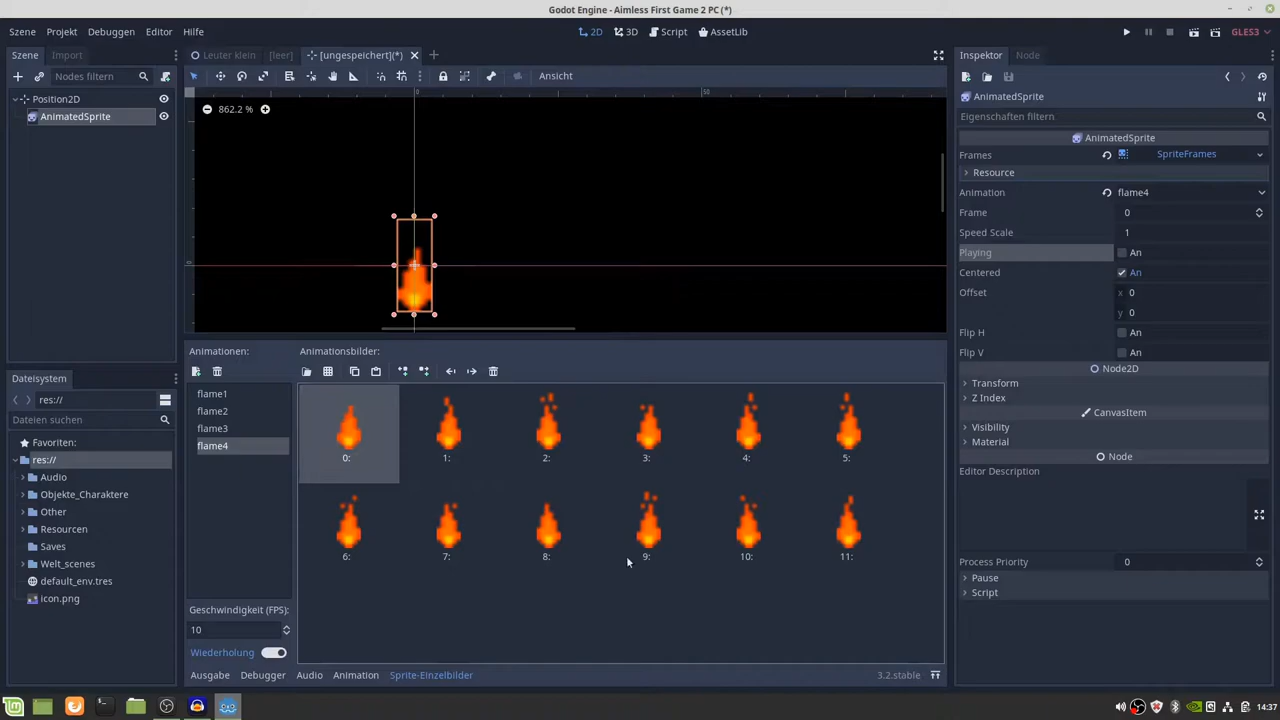 Godot Engine - Aimless First Game 2 PC (*)
Szene Projekt Debuggen Editor Hilfe
2D 3D Script AssetLib
GLES3
Szene Import
Nodes filtern
Position2D
AnimatedSprite
Leuter klein [leer] [ungespeichert](*)
Ansicht
0 50
862.2 %
0
Dateisystem
res://
Dateien suchen
Favoriten:
res://
Audio
Objekte_Charaktere
Other
Resourcen
Saves
Welt_scenes
default_env.tres
icon.png
Animationen:
flame1
flame2
flame3
flame4
Geschwindigkeit (FPS):
10
Wiederholung
Animationsbilder:
0: 1: 2: 3: 4: 5:
6: 7: 8: 9: 10: 11:
Ausgabe Debugger Audio Animation Sprite-Einzelbilder
3.2.stable
Inspektor Node
AnimatedSprite
Eigenschaften filtern
AnimatedSprite
Frames SpriteFrames
Resource
Animation flame4
Frame 0
Speed Scale 1
Playing An
Centered An
Offset x 0
y 0
Flip H An
Flip V An
Node2D
Transform
Z Index
CanvasItem
Visibility
Material
Node
Editor Description
Process Priority 0
Pause
Script
14:37